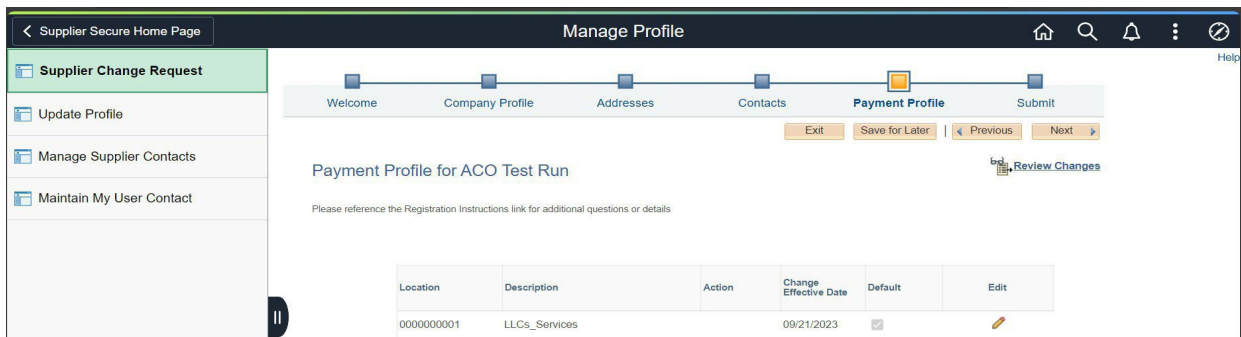 Supplier Secure Home Page
Manage Profile
Help
Supplier Change Request
Update Profile
Manage Supplier Contacts
Maintain My User Contact
Welcome Company Profile Addresses Contacts Payment Profile Submit
Exit Save for Later | Previous Next
Payment Profile for ACO Test Run
Review Changes
Please reference the Registration Instructions link for additional questions or details
Location Description Action Change Effective Date Default Edit
0000000001 LLCs_Services 09/21/2023